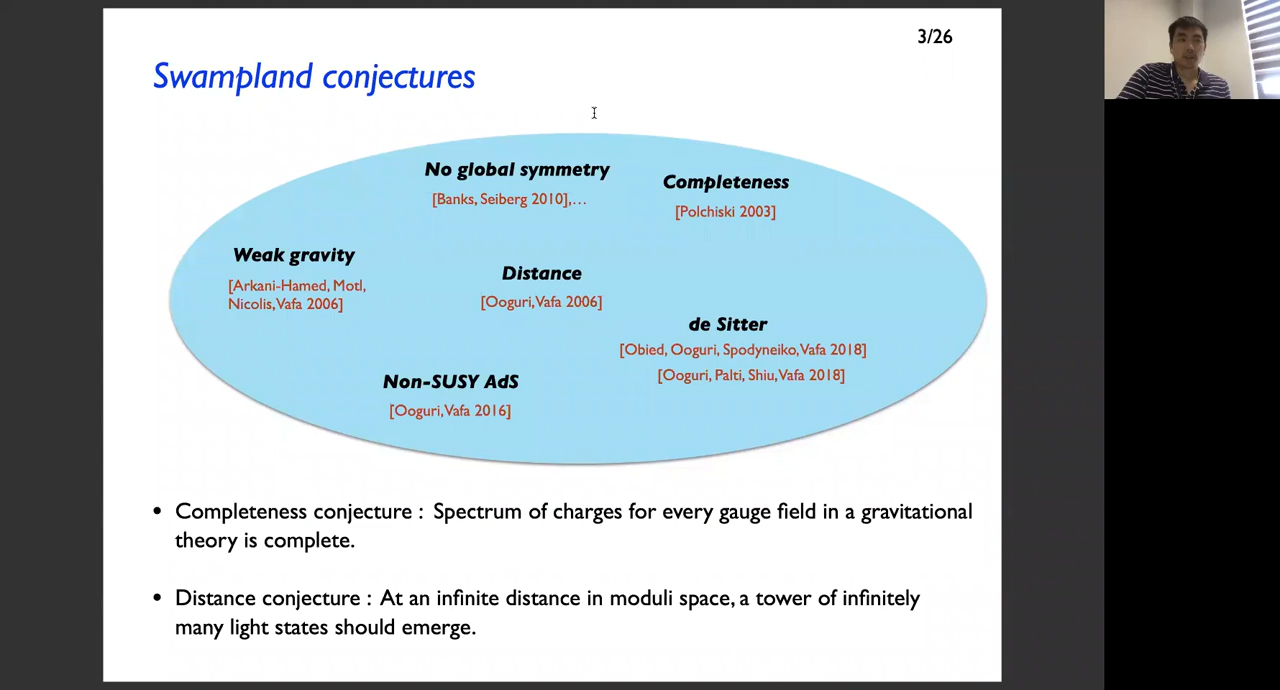 3/26
Swampland conjectures
No global symmetry
[Banks, Seiberg 2010],…
Completeness
[Polchiski 2003]
Weak gravity
[Arkani-Hamed, Motl,
Nicolis, Vafa 2006]
Distance
[Ooguri, Vafa 2006]
de Sitter
[Obied, Ooguri, Spodyneiko, Vafa 2018]
[Ooguri, Palti, Shiu, Vafa 2018]
Non-SUSY AdS
[Ooguri, Vafa 2016]
• Completeness conjecture : Spectrum of charges for every gauge field in a gravitational
theory is complete.
• Distance conjecture : At an infinite distance in moduli space, a tower of infinitely
many light states should emerge.